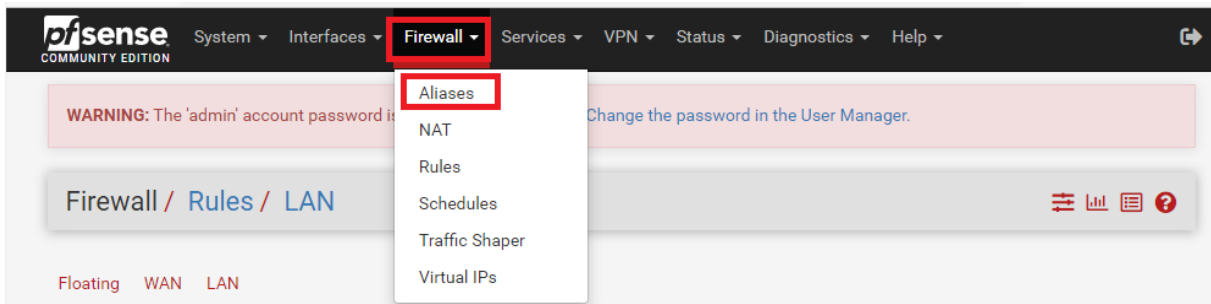 pfsense
COMMUNITY EDITION
System Interfaces Firewall Services VPN Status Diagnostics Help
Aliases
WARNING: The 'admin' account password is Change the password in the User Manager.
NAT
Rules
Firewall / Rules / LAN
Schedules
Traffic Shaper
Virtual IPs
Floating WAN LAN